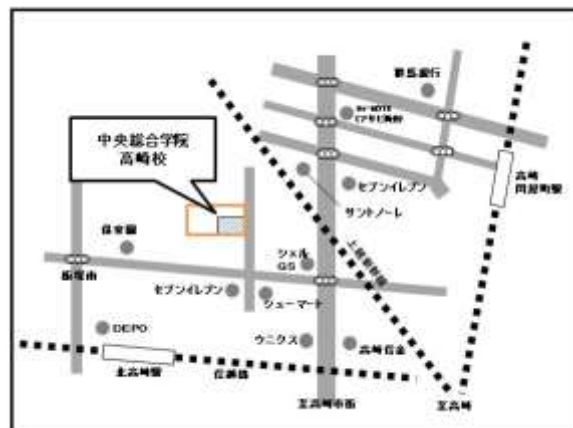 群馬銀行
中央総合学院
高崎校
セブンイレブン
高崎
問屋町駅
サントノーレ
保育園
上越新幹線
シェル
GS
飯塚南
セブンイレブン
シューマート
DEPO
ウニクス
高崎信金
北高崎駅
信越線
至高崎市街
至高崎